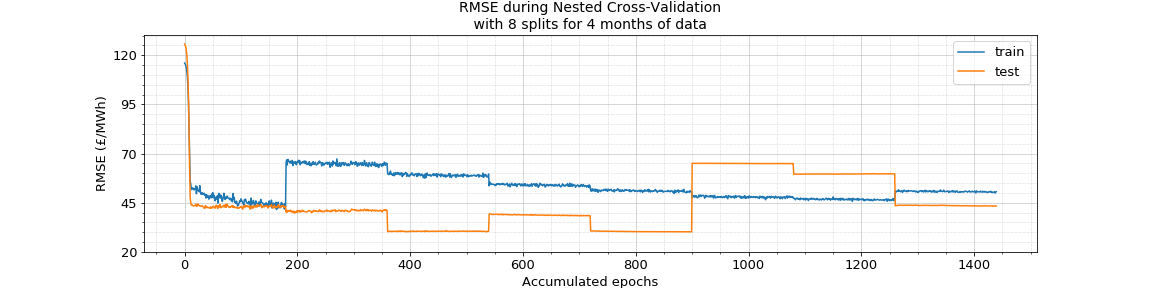 RMSE during Nested Cross-Validation
with 8 splits for 4 months of data
RMSE (£/MWh)
120
95
70
45
20
train
test
0 200 400 600 800 1000 1200 1400
Accumulated epochs